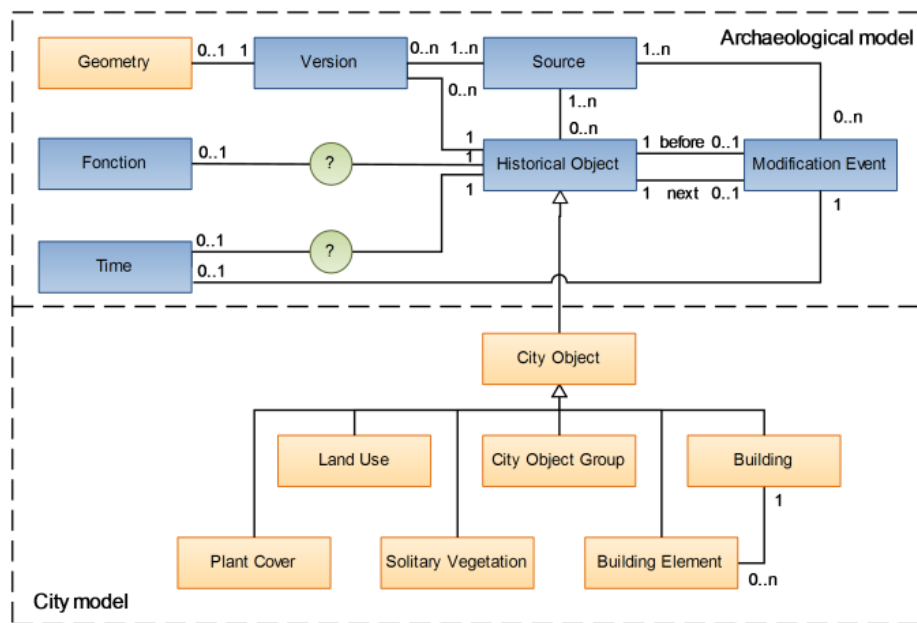 Archaeological model
Geometry
0..1
1
Version
0..n
1..n
Source
1..n
0..n
1..n
0..n
0..n
Fonction
0..1
?
1
1
1
Historical Object
1
before
0..1
1
next
0..1
Modification Event
1
Time
0..1
0..1
?
City Object
Land Use
City Object Group
Building
1
Plant Cover
Solitary Vegetation
Building Element
0..n
City model